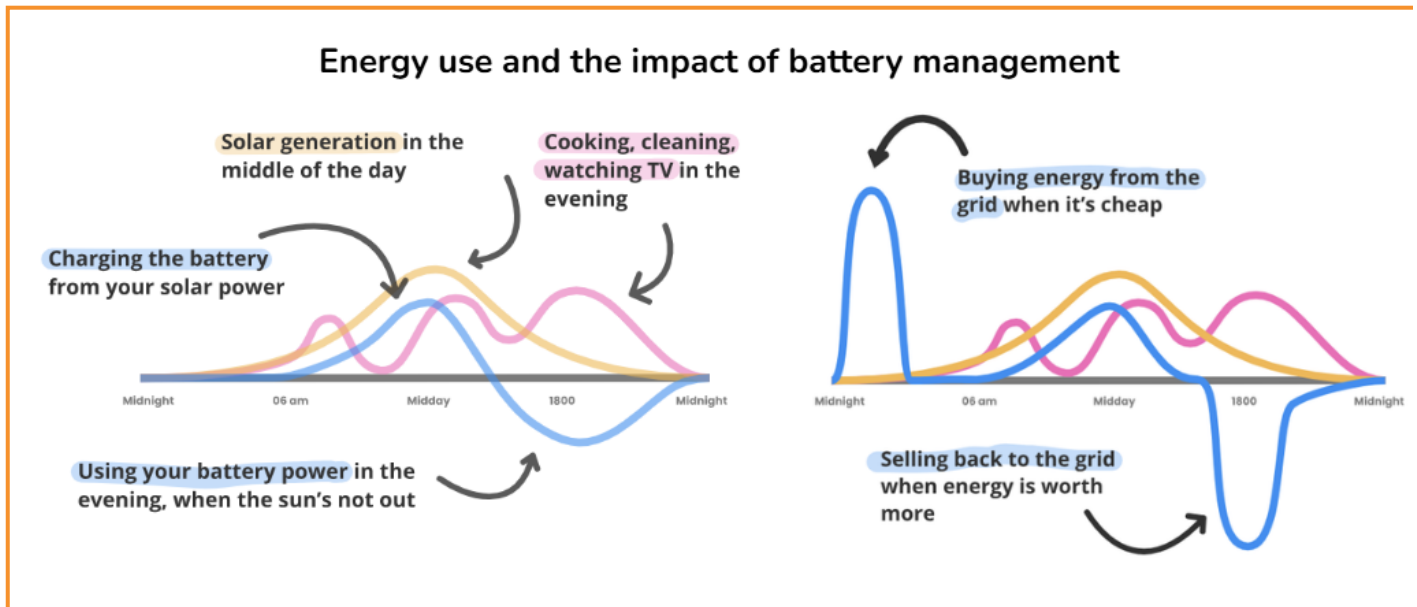 Energy use and the impact of battery management
Solar generation in the
middle of the day
Cooking, cleaning,
watching TV in the
evening
Charging the battery
from your solar power
Midnight
06 am
Midday
1800
Midnight
Using your battery power in the
evening, when the sun's not out
Buying energy from the
grid when it's cheap
Midnight
06 am
Midday
1800
Midnight
Selling back to the grid
when energy is worth
more